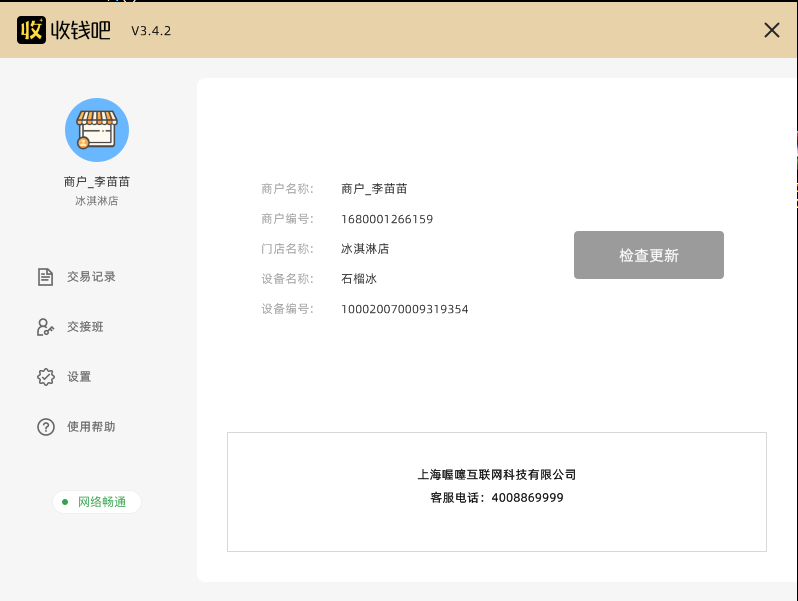 收 收钱吧 V3.4.2
商户_李苗苗
冰淇淋店
交易记录
交接班
设置
使用帮助
网络畅通
商户名称： 商户_李苗苗
商户编号： 1680001266159
门店名称： 冰淇淋店
设备名称： 石榴冰
设备编号： 100020070009319354
检查更新
上海喔噻互联网科技有限公司
客服电话：4008869999